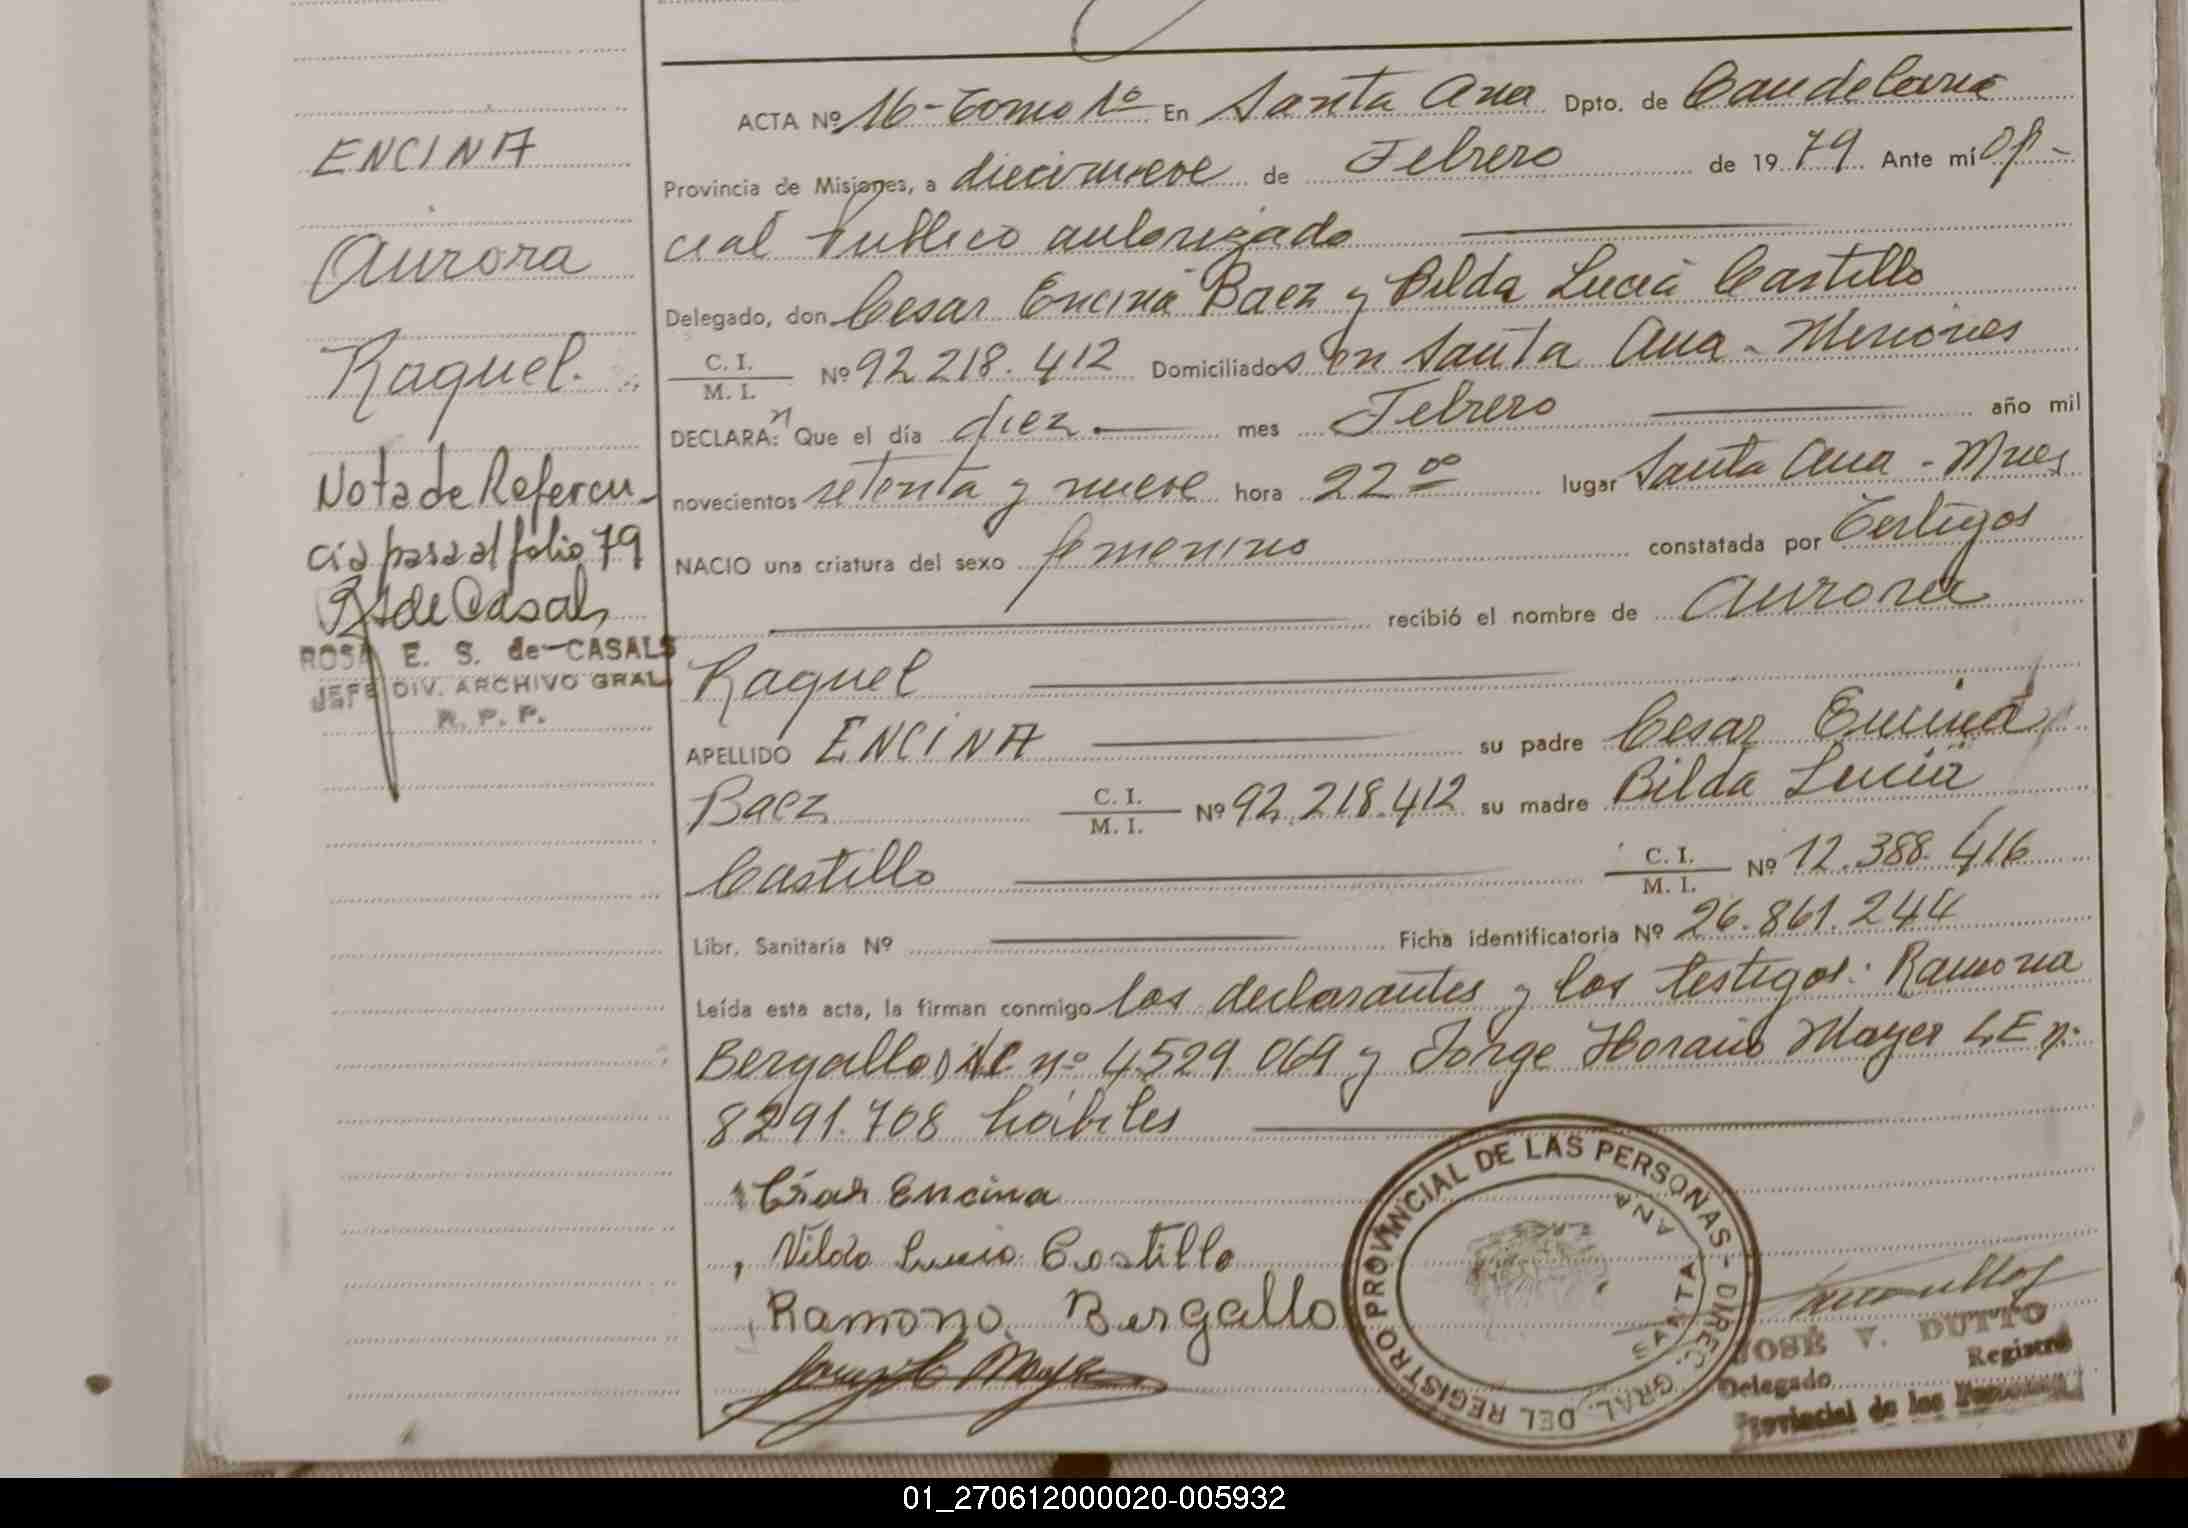 ENCINA
Aurora
Raquel.
Nota de Referen-
cia pasa al folio 79
R S de Casals
ROSA E. S. de CASALS
JEFE DIV. ARCHIVO GRAL
R. P. P.
ACTA Nº 16-Tomo 1º En Santa Ana Dpto. de Candelaria
Provincia de Misiones, a diecinueve de Febrero de 1979 Ante mí Ofi-
cial Publico autorizado
Delegado, don Cesar Encina Baez y Bilda Lucia Castillo
C. I. / M. I. Nº 92.218.412 Domiciliados en Santa Ana - Misiones
DECLARAn: Que el día diez. mes Febrero año mil
novecientos setenta y nueve hora 22 00 lugar Santa Ana - Mnes
NACIO una criatura del sexo femenino constatada por Testigos
recibió el nombre de Aurora
Raquel
APELLIDO ENCINA su padre Cesar Encina
Baez C. I. / M. I. Nº 92.218.412 su madre Bilda Lucia
Castillo C. I. / M. I. Nº 12.388.416
Libr. Sanitaria Nº Ficha identificatoria Nº 26.861.244
Leída esta acta, la firman conmigo los declarantes y los testigos: Ramona
Bergallo nº 4.529.069 y Jorge Horacio Mayer L E nº
8291.708 hábiles
César Encina
Vilda Lucia Castillo
Ramona Bergallo
Jorge H Mayer
DIREC. GRAL. DEL REGISTRO PROVINCIAL DE LAS PERSONAS -
SANTA ANA
JOSÉ V. DUTTO
Delegado Registro
Provincial de las Personas